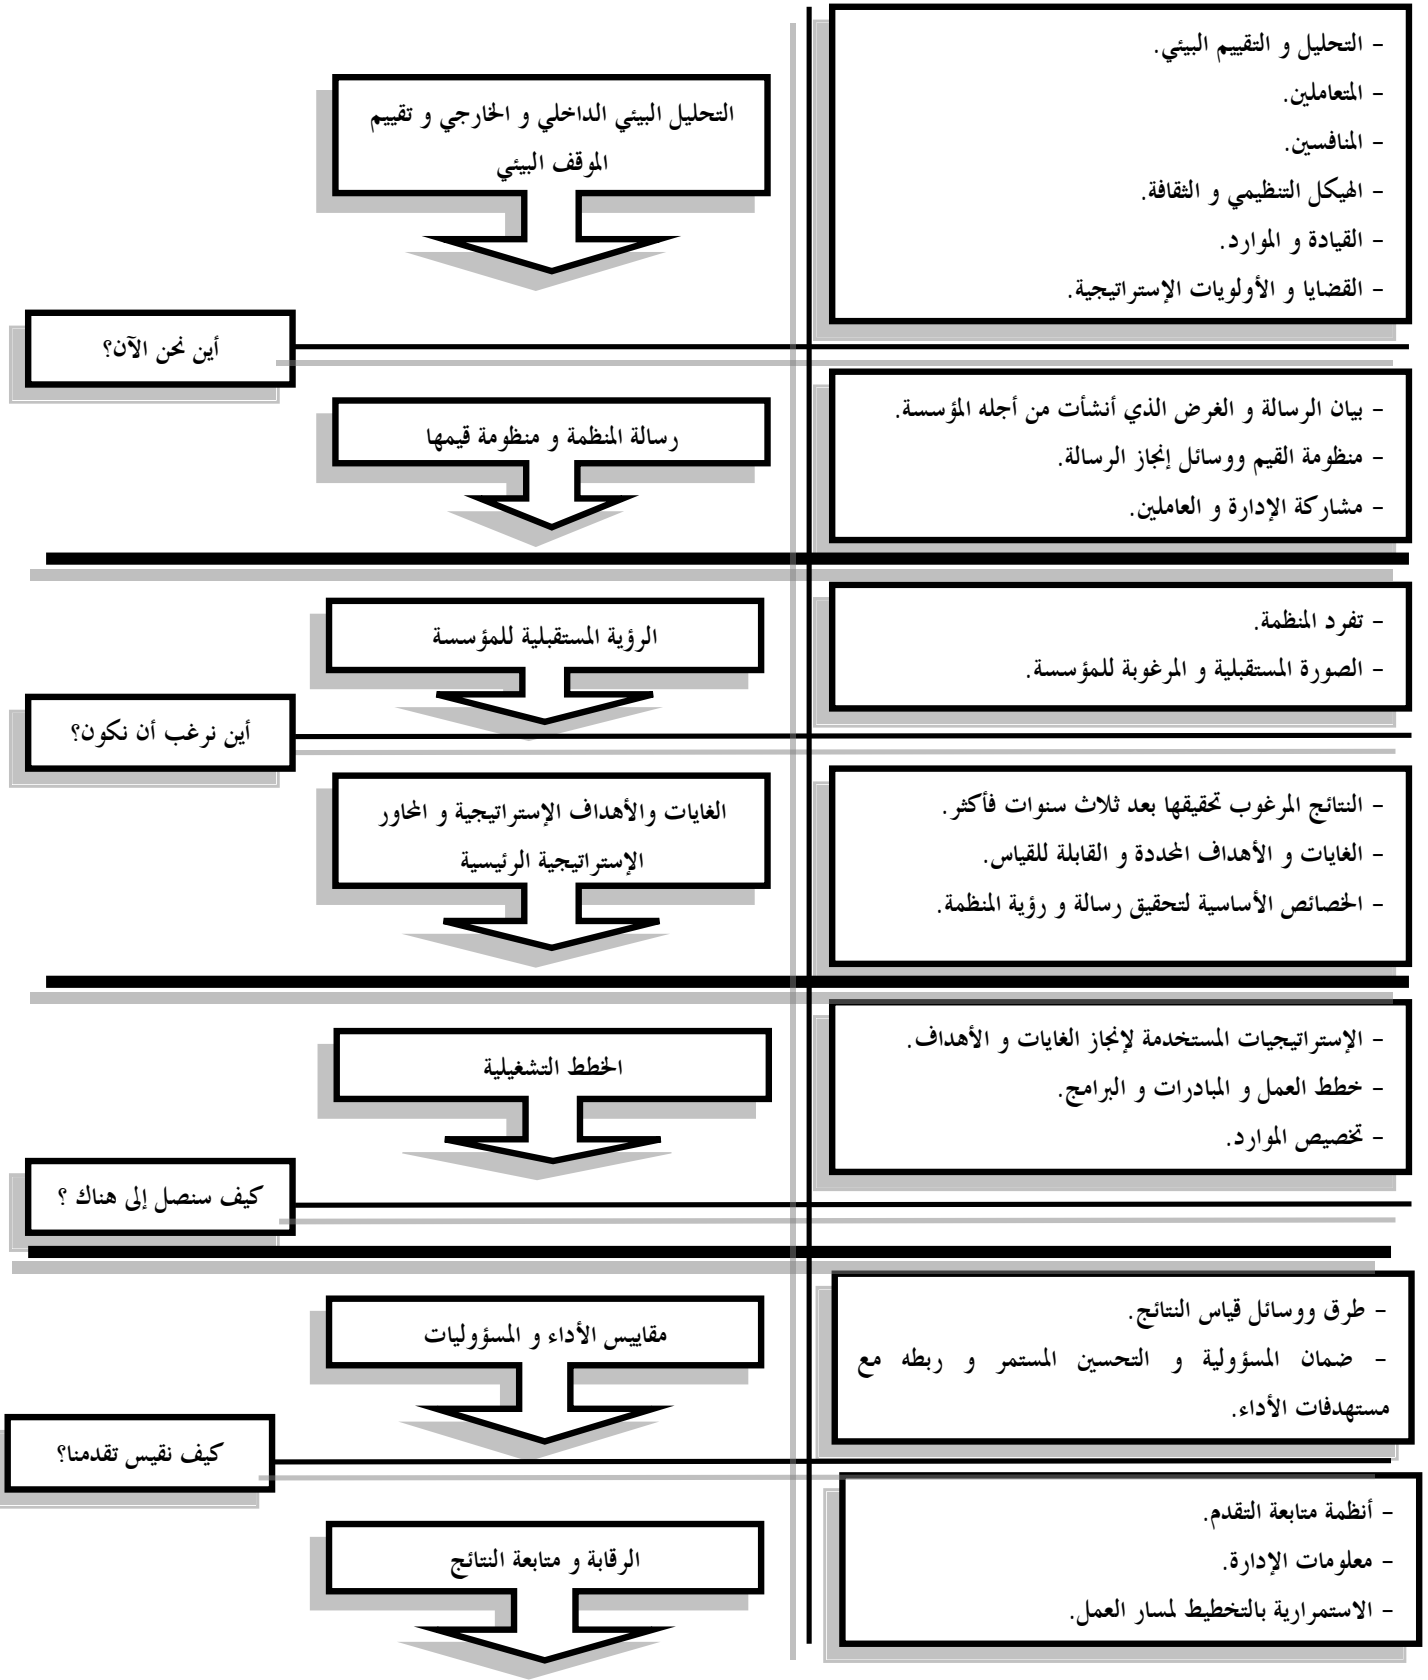 - التحليل و التقييم البيئي.
- المتعاملين.
- المنافسين.
- الهيكل التنظيمي و الثقافة.
- القيادة و الموارد.
- القضايا و الأولويات الإستراتيجية.
التحليل البيئي الداخلي و الخارجي و تقييم
الموقف البيئي
أين نحن الآن؟
- بيان الرسالة و الغرض الذي أنشأت من أجله المؤسسة.
- منظومة القيم ووسائل إنجاز الرسالة.
- مشاركة الإدارة و العاملين.
رسالة المنظمة و منظومة قيمها
- تفرد المنظمة.
- الصورة المستقبلية و المرغوبة للمؤسسة.
الرؤية المستقبلية للمؤسسة
أين نرغب أن نكون؟
- النتائج المرغوب تحقيقها بعد ثلاث سنوات فأكثر.
- الغايات و الأهداف المحددة و القابلة للقياس.
- الخصائص الأساسية لتحقيق رسالة و رؤية المنظمة.
الغايات والأهداف الإستراتيجية و المحاور
الإستراتيجية الرئيسية
- الإستراتيجيات المستخدمة لإنجاز الغايات و الأهداف.
- خطط العمل و المبادرات و البرامج.
- تخصيص الموارد.
الخطط التشغيلية
كيف سنصل إلى هناك ؟
- طرق ووسائل قياس النتائج.
- ضمان المسؤولية و التحسين المستمر و ربطه مع
مستهدفات الأداء.
مقاييس الأداء و المسؤوليات
كيف نقيس تقدمنا؟
- أنظمة متابعة التقدم.
- معلومات الإدارة.
- الاستمرارية بالتخطيط لمسار العمل.
الرقابة و متابعة النتائج